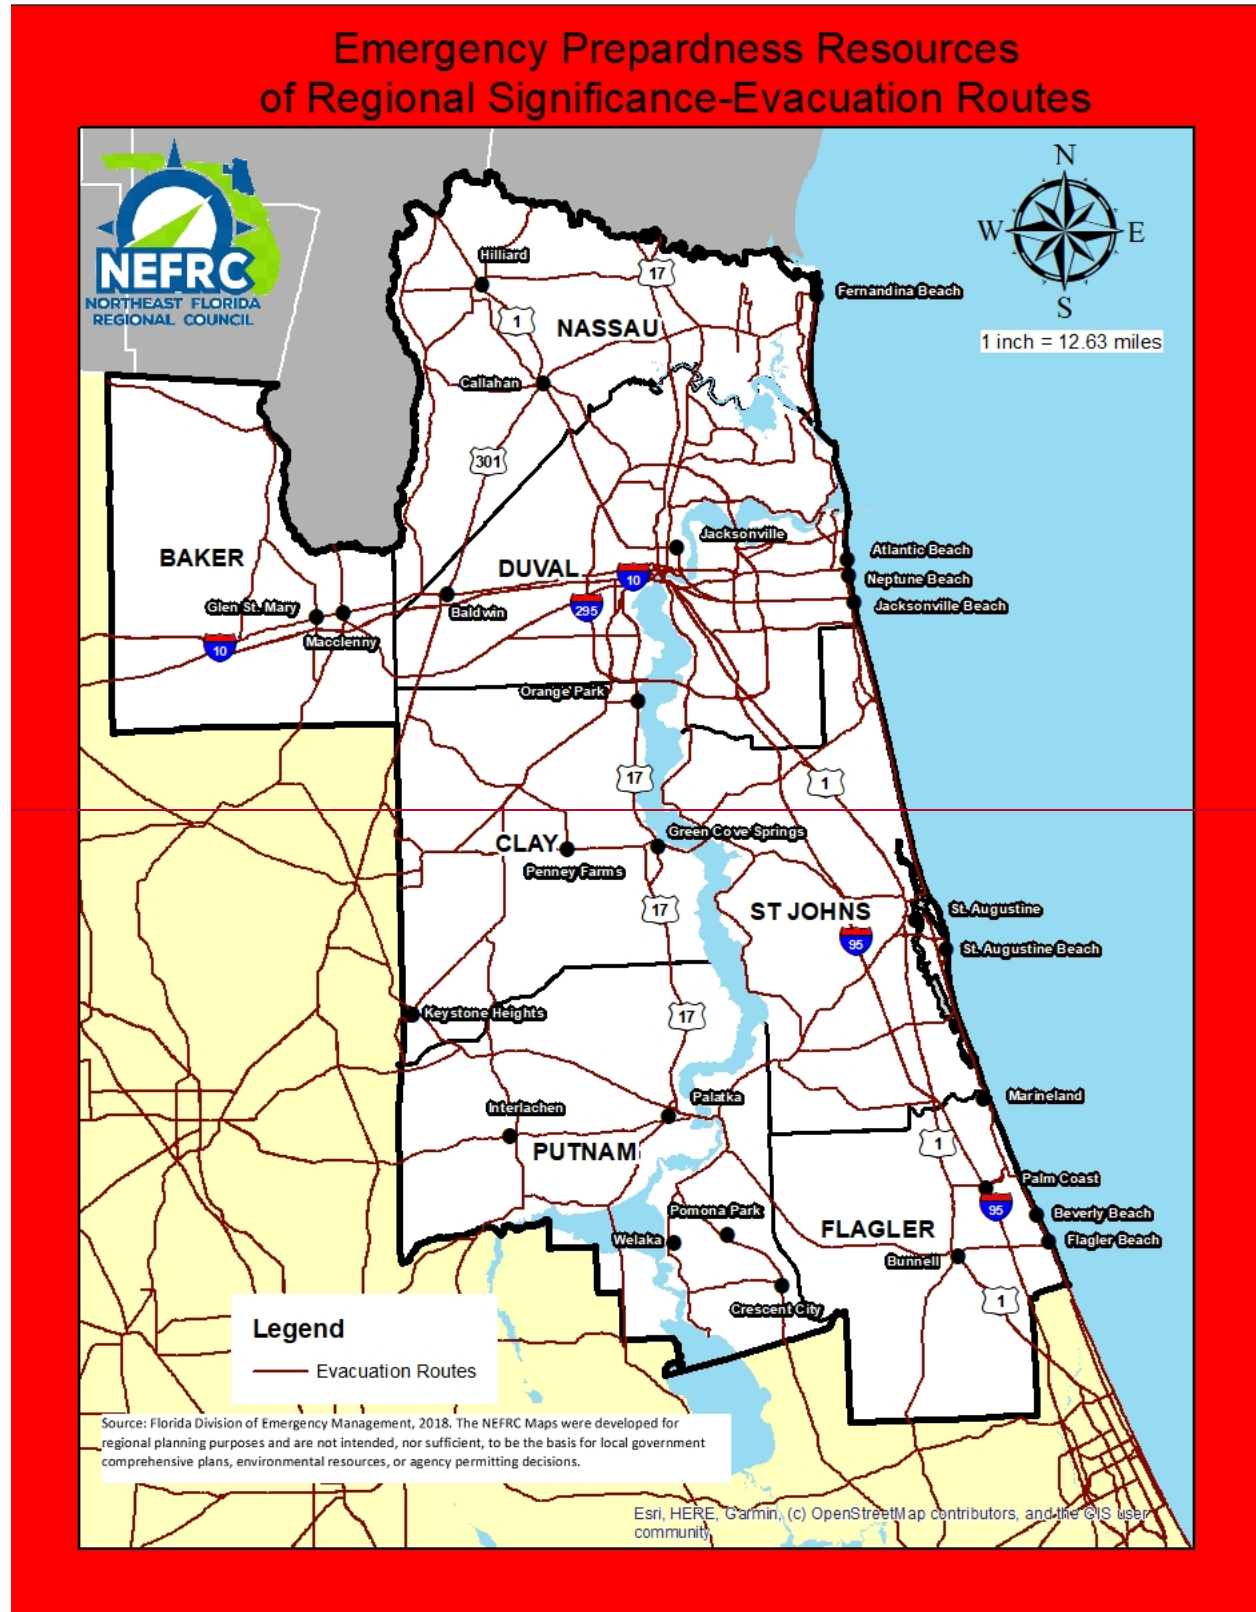 Emergency Prepardness Resources
of Regional Significance-Evacuation Routes
N
W E
S
1 inch = 12.63 miles
NEFRC
NORTHEAST FLORIDA
REGIONAL COUNCIL
Hilliard
17
Fernandina Beach
1
NASSAU
Callahan
301
Jacksonville
BAKER
DUVAL
Atlantic Beach
10
Neptune Beach
295
Glen St. Mary
Baldwin
Jacksonville Beach
10
Macclenny
Orange Park
17
1
Green Cove Springs
CLAY
Penney Farms
17
ST JOHNS
St. Augustine
95
St. Augustine Beach
Keystone Heights
17
Palatka
Marineland
Interlachen
1
PUTNAM
Palm Coast
95
Pomona Park
Beverly Beach
FLAGLER
Welaka
Flagler Beach
Bunnell
1
Crescent City
Legend
Evacuation Routes
Source: Florida Division of Emergency Management, 2018. The NEFRC Maps were developed for
regional planning purposes and are not intended, nor sufficient, to be the basis for local government
comprehensive plans, environmental resources, or agency permitting decisions.
Esri, HERE, Garmin, (c) OpenStreetMap contributors, and the GIS user
community